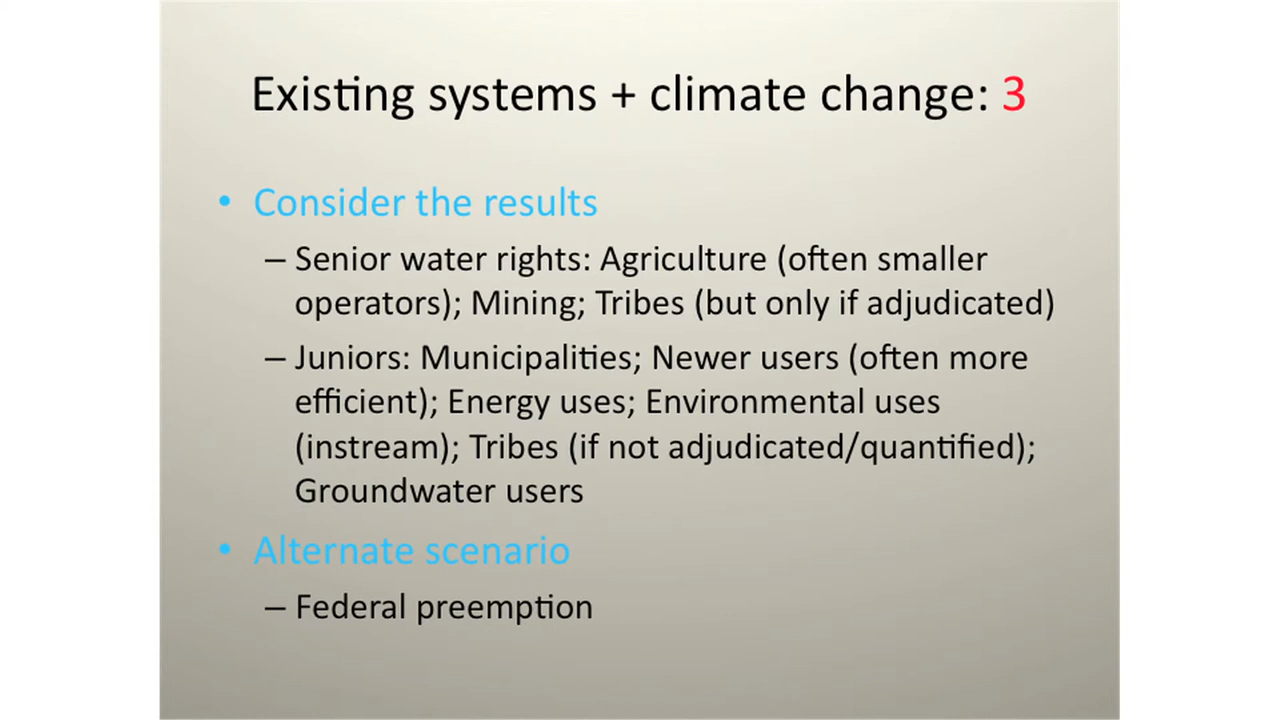 Existing systems + climate change: 3
• Consider the results
– Senior water rights: Agriculture (often smaller
operators); Mining; Tribes (but only if adjudicated)
– Juniors: Municipalities; Newer users (often more
efficient); Energy uses; Environmental uses
(instream); Tribes (if not adjudicated/quantified);
Groundwater users
• Alternate scenario
– Federal preemption